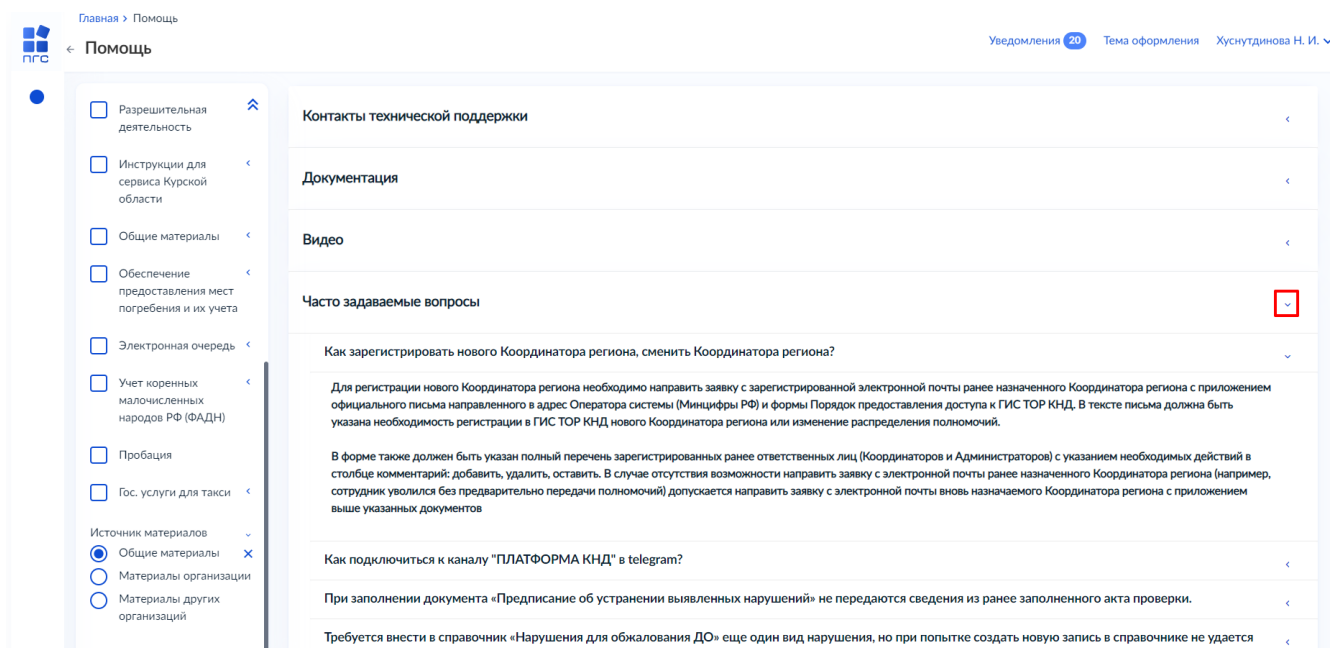 Главная > Помощь
ПГС
← Помощь
Уведомления 20 Тема оформления Хуснутдинова Н. И.
Разрешительная
деятельность
Инструкции для
сервиса Курской
области
Общие материалы
Обеспечение
предоставления мест
погребения и их учета
Электронная очередь
Учет коренных
малочисленных
народов РФ (ФАДН)
Пробация
Гос. услуги для такси
Источник материалов
Общие материалы
Материалы организации
Материалы других
организаций
Контакты технической поддержки
Документация
Видео
Часто задаваемые вопросы
Как зарегистрировать нового Координатора региона, сменить Координатора региона?
Для регистрации нового Координатора региона необходимо направить заявку с зарегистрированной электронной почты ранее назначенного Координатора региона с приложением
официального письма направленного в адрес Оператора системы (Минцифры РФ) и формы Порядок предоставления доступа к ГИС ТОР КНД. В тексте письма должна быть
указана необходимость регистрации в ГИС ТОР КНД нового Координатора региона или изменение распределения полномочий.
В форме также должен быть указан полный перечень зарегистрированных ранее ответственных лиц (Координаторов и Администраторов) с указанием необходимых действий в
столбце комментарий: добавить, удалить, оставить. В случае отсутствия возможности направить заявку с электронной почты ранее назначенного Координатора региона (например,
сотрудник уволился без предварительно передачи полномочий) допускается направить заявку с электронной почты вновь назначаемого Координатора региона с приложением
выше указанных документов
Как подключиться к каналу "ПЛАТФОРМА КНД" в telegram?
При заполнении документа «Предписание об устранении выявленных нарушений» не передаются сведения из ранее заполненного акта проверки.
Требуется внести в справочник «Нарушения для обжалования ДО» еще один вид нарушения, но при попытке создать новую запись в справочнике не удается